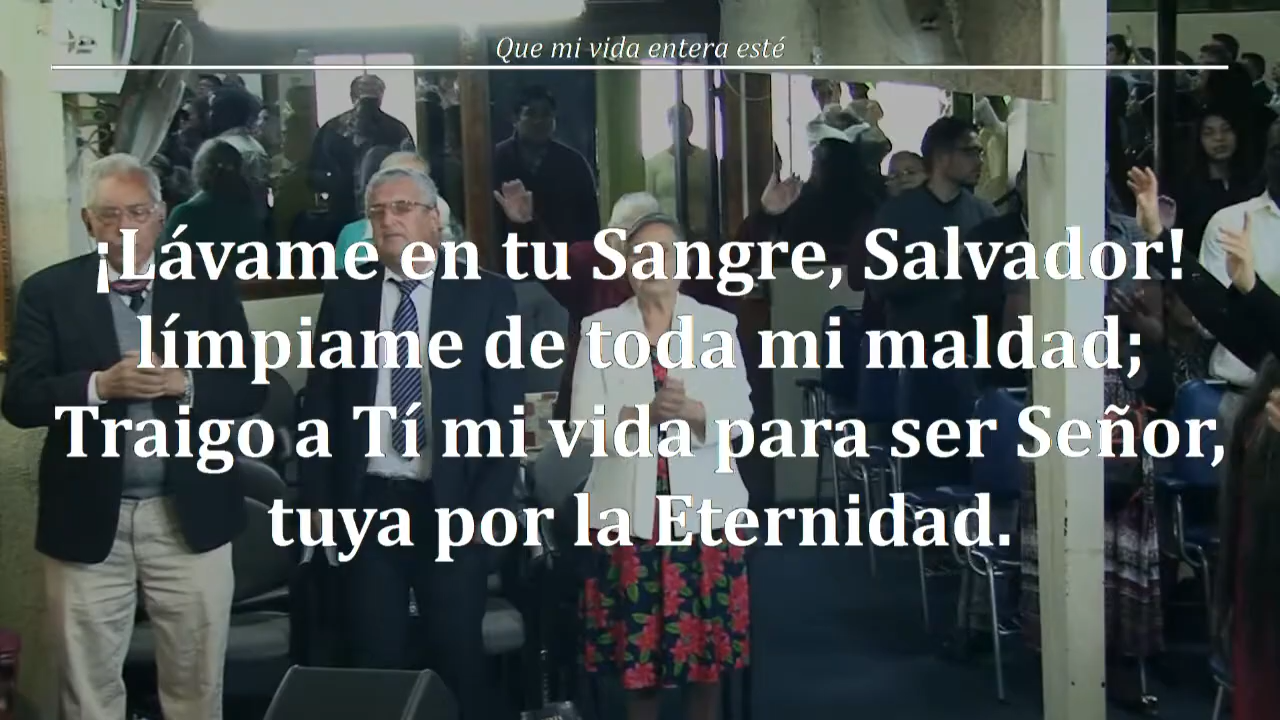 Que mi vida entera esté
¡Lávame en tu Sangre, Salvador!
límpiame de toda mi maldad;
Traigo a Tí mi vida para ser Señor,
tuya por la Eternidad.